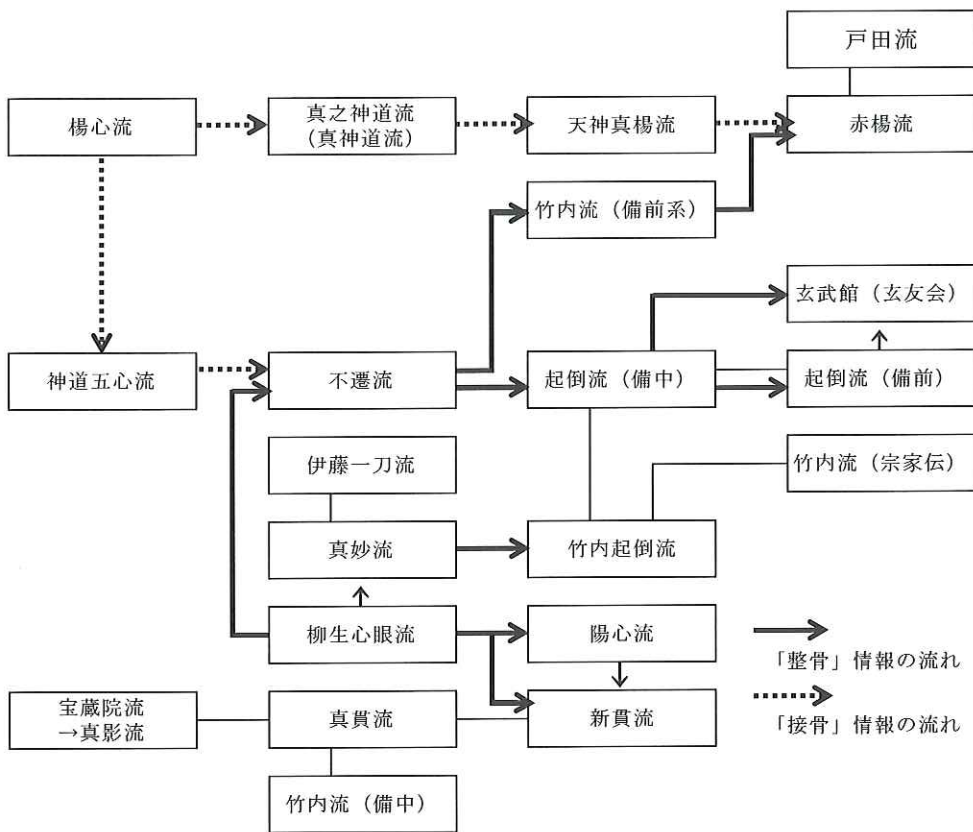 戸田流
楊心流
真之神道流
(真神道流)
天神真楊流
赤楊流
竹内流（備前系）
玄武館（玄友会）
神道五心流
不遷流
起倒流（備中）
起倒流（備前）
伊藤一刀流
竹内流（宗家伝）
真妙流
竹内起倒流
柳生心眼流
陽心流
「整骨」情報の流れ
宝蔵院流
→真影流
真貫流
新貫流
「接骨」情報の流れ
竹内流（備中）